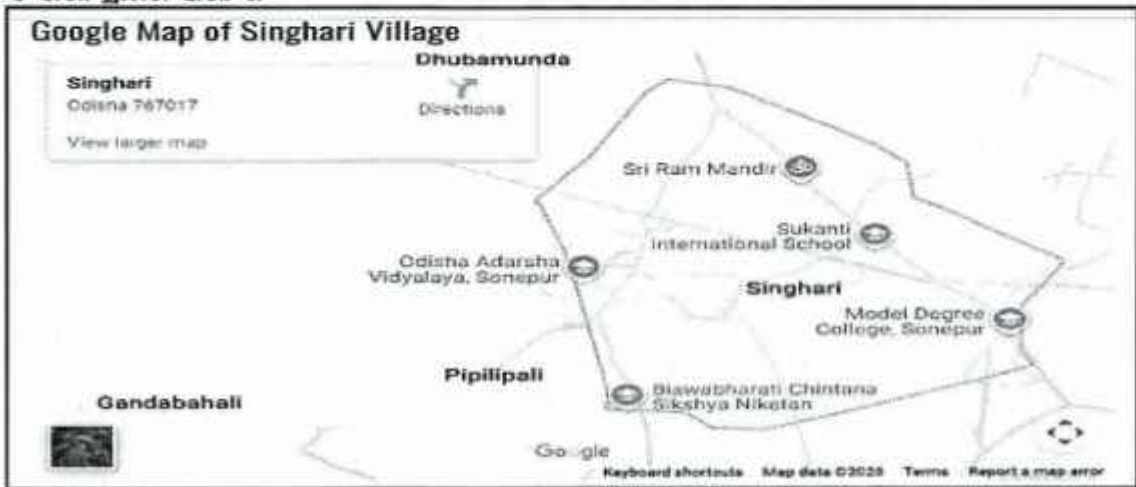 Google Map of Singhari Village
Dhubamunda
Singhari
Odisha 767017
Directions
View larger map
Sri Ram Mandir
Sukanti
International School
Odisha Adarsha
Vidyalaya, Sonepur
Singhari
Model Degree
College, Sonepur
Pipilipali
Biswabharati Chintana
Sikshya Niketan
Gandabahali
Google
Keyboard shortcuts Map data ©2025 Terms Report a map error